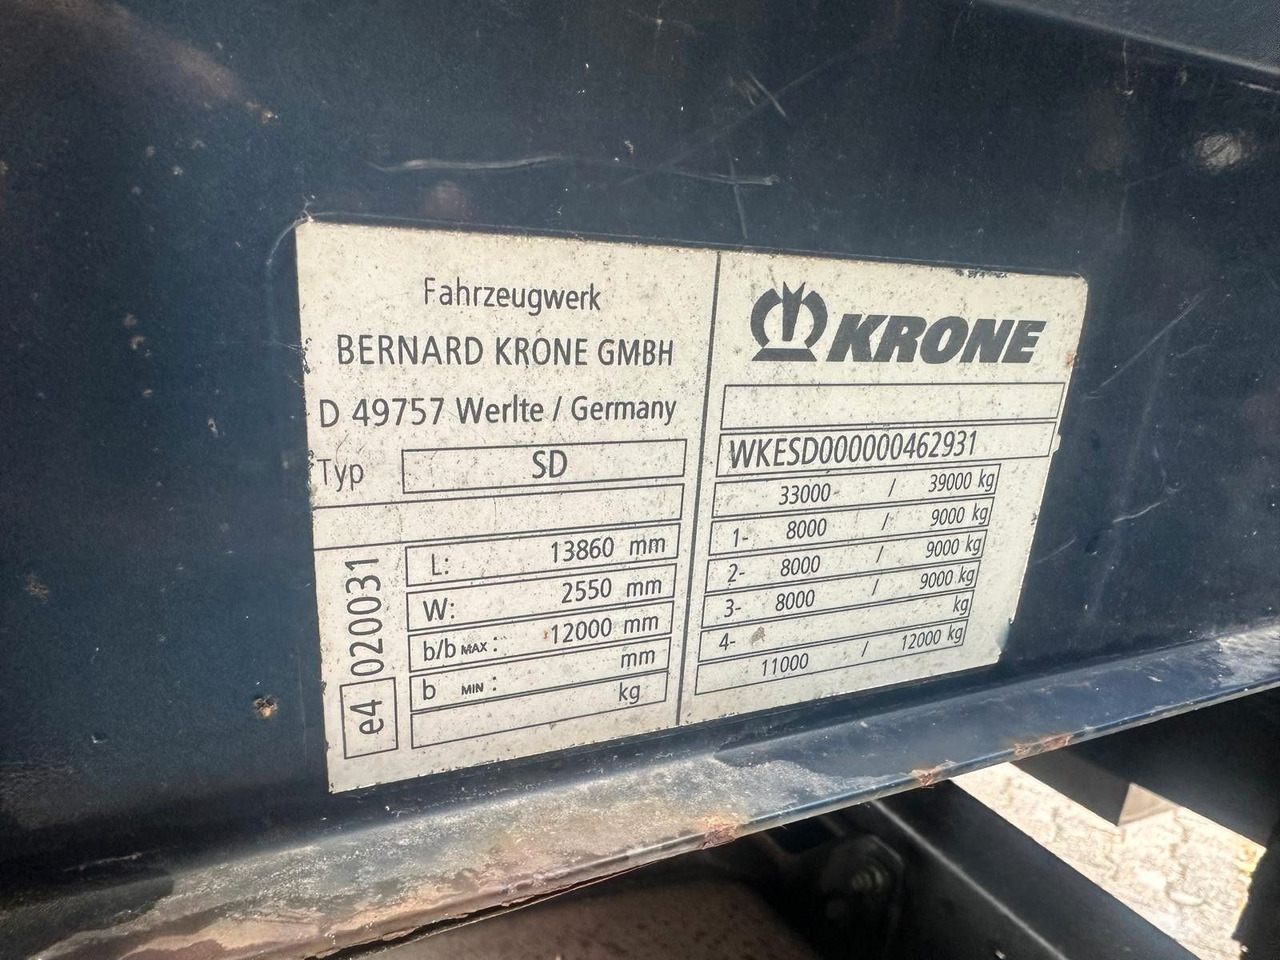 Fahrzeugwerk
BERNARD KRONE GMBH
D 49757 Werlte / Germany
Typ SD
L: 13860 mm
W: 2550 mm
b/b MAX : 12000 mm
b MIN : mm
kg
e4 020031
KRONE
WKESD000000462931
33000 / 39000 kg
1- 8000 / 9000 kg
2- 8000 / 9000 kg
3- 8000 / 9000 kg
4- kg
11000 / 12000 kg